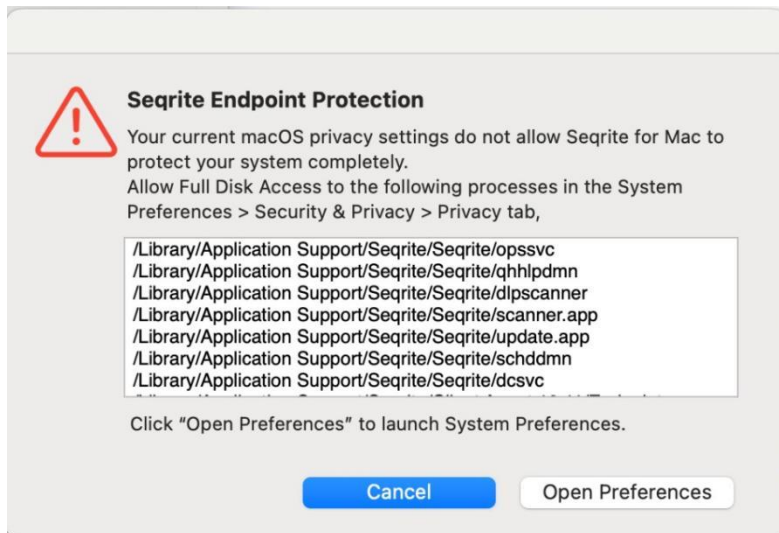 Seqrite Endpoint Protection
Your current macOS privacy settings do not allow Seqrite for Mac to
protect your system completely.
Allow Full Disk Access to the following processes in the System
Preferences > Security & Privacy > Privacy tab,
/Library/Application Support/Seqrite/Seqrite/opssvc
/Library/Application Support/Seqrite/Seqrite/qhhlpdmn
/Library/Application Support/Seqrite/Seqrite/dlpscanner
/Library/Application Support/Seqrite/Seqrite/scanner.app
/Library/Application Support/Seqrite/Seqrite/update.app
/Library/Application Support/Seqrite/Seqrite/schddmn
/Library/Application Support/Seqrite/Seqrite/dcsvc
Click “Open Preferences” to launch System Preferences.
Cancel
Open Preferences